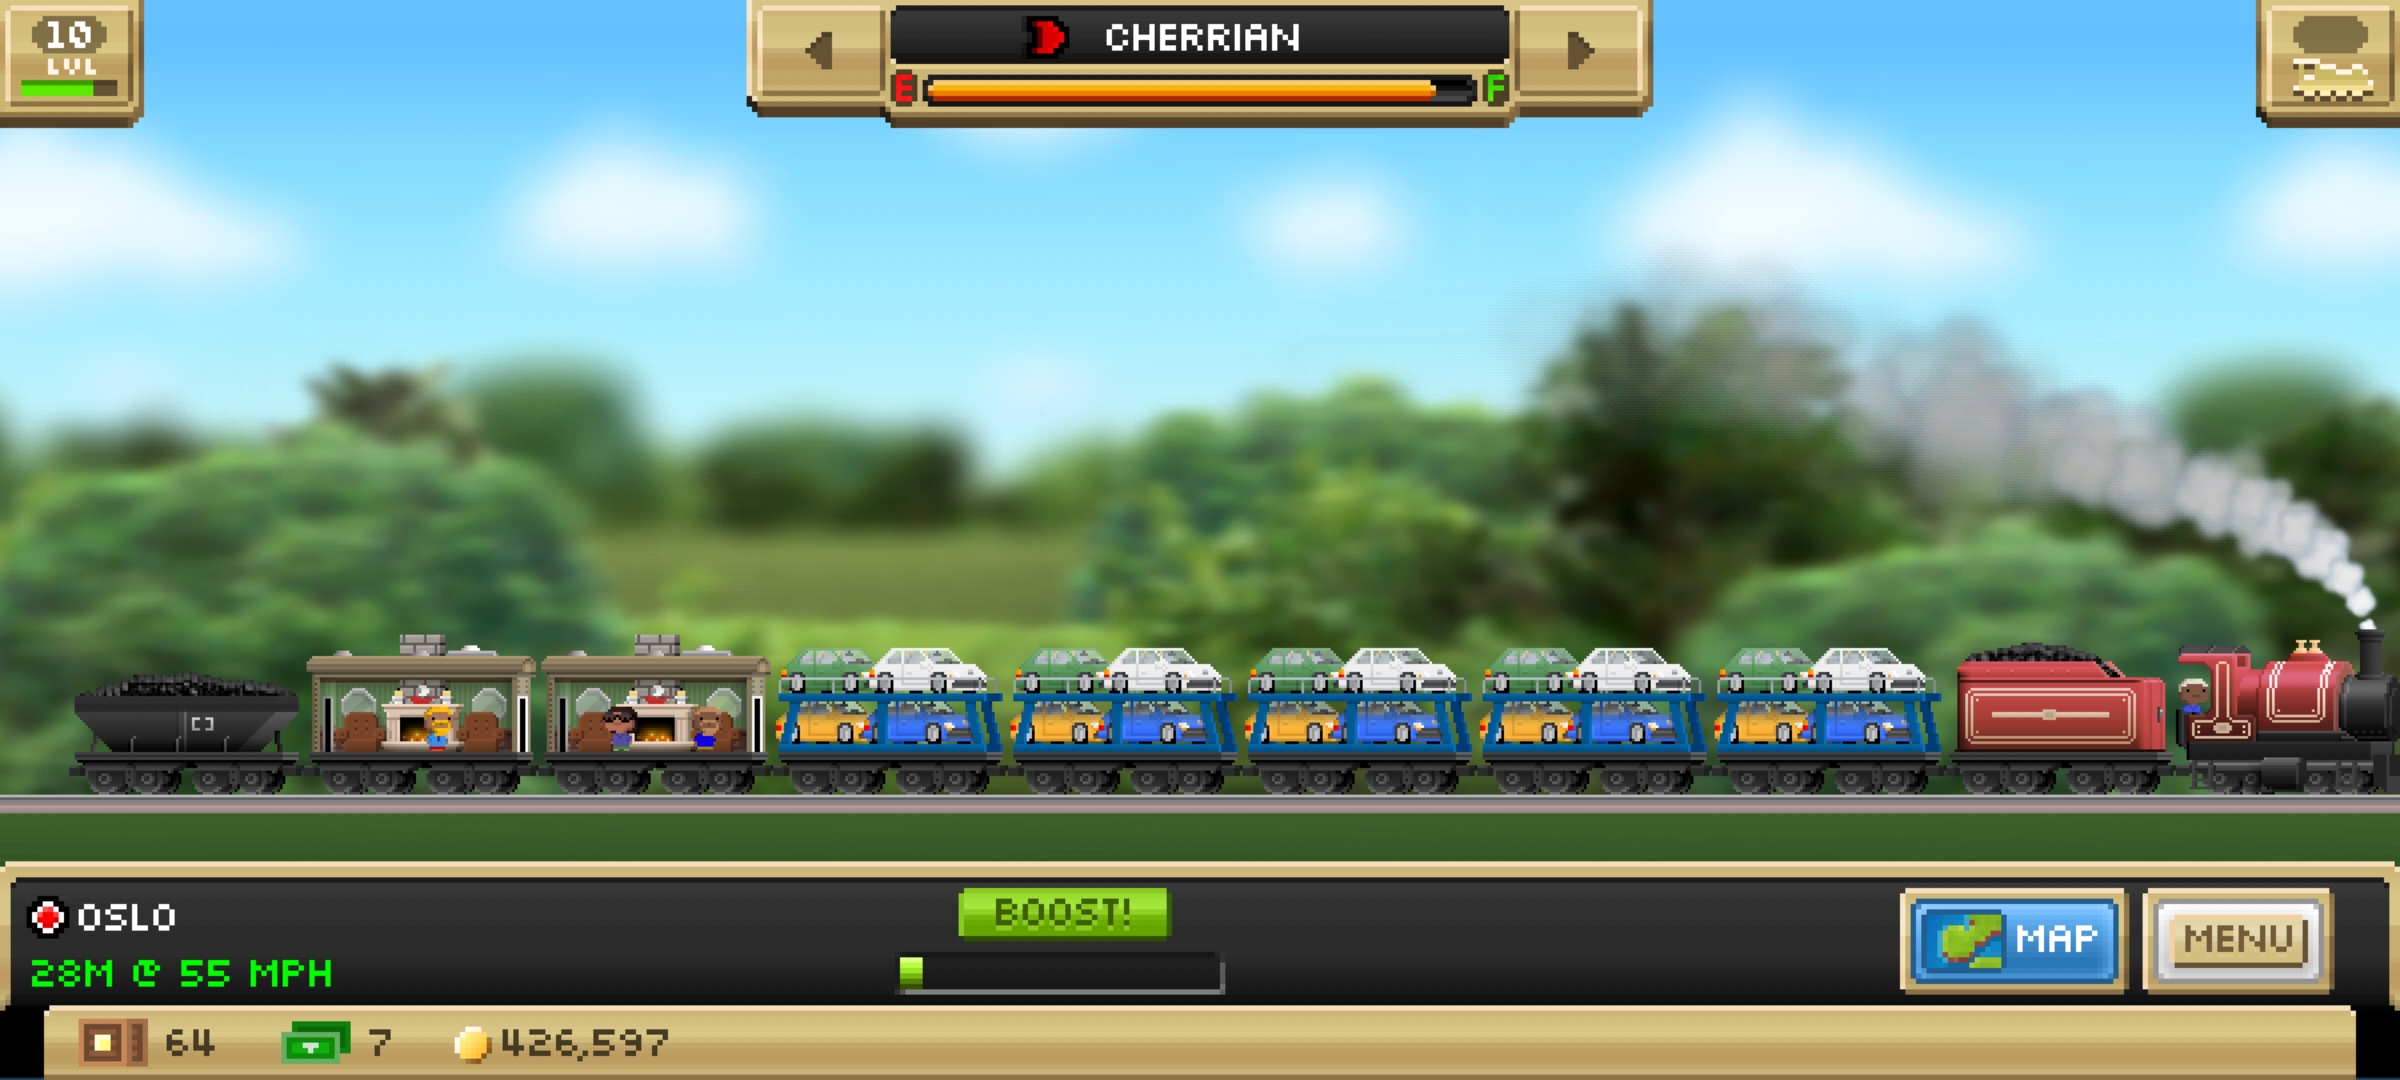 10
LVL
CHERRIAN
E F
OSLO
28M @ 55 MPH
BOOST!
MAP
MENU
64
7
426,597